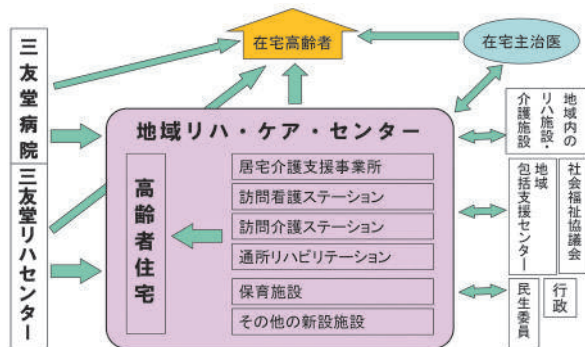 在宅高齢者
在宅主治医
三友堂病院
三友堂リハセンター
地域リハ・ケア・センター
高齢者住宅
居宅介護支援事業所
訪問看護ステーション
訪問介護ステーション
通所リハビリテーション
保育施設
その他の新設施設
地域内の
リハ施設・
介護施設
社会福祉協議会
地域
包括支援センター
行政
民生委員